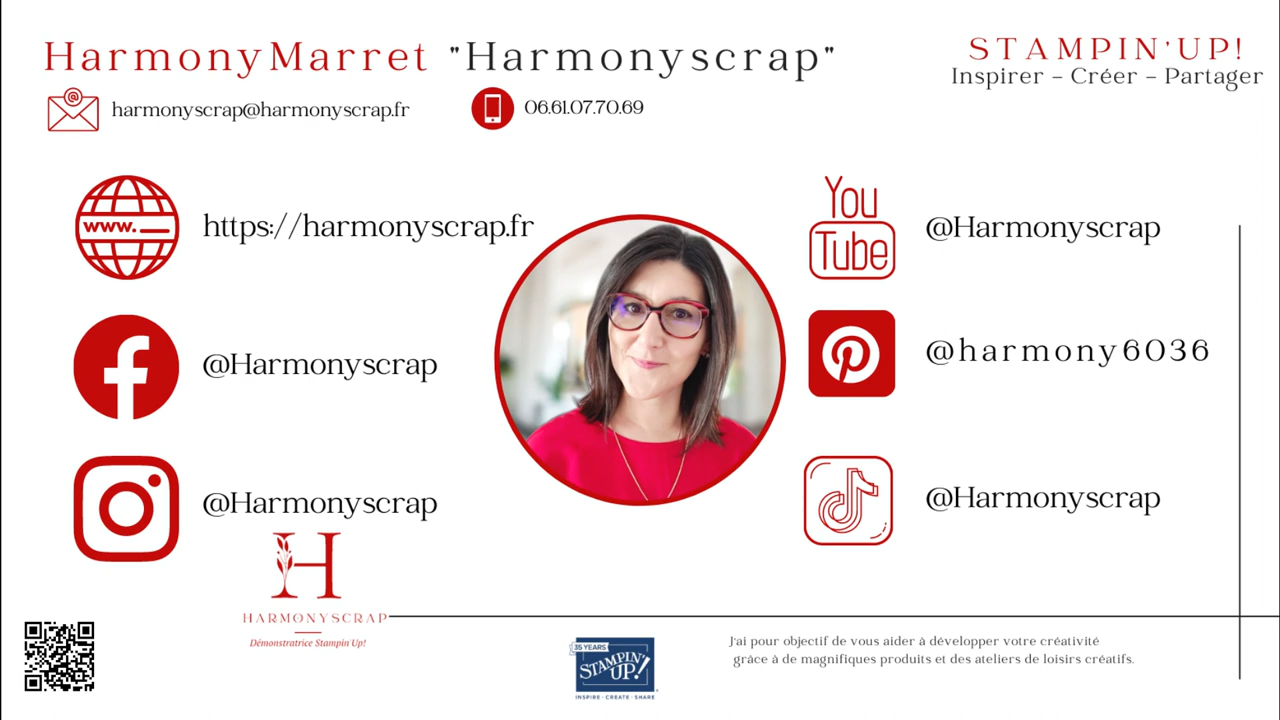 HarmonyMarret "Harmonyscrap"
STAMPIN'UP!
Inspirer – Créer – Partager
harmonyscrap@harmonyscrap.fr
06.61.07.70.69
www.
https://harmonyscrap.fr
@Harmonyscrap
@Harmonyscrap
You
Tube
@Harmonyscrap
@harmony6036
@Harmonyscrap
H
HARMONYSCRAP
Démonstratrice Stampin'Up!
35 YEARS
STAMPIN'
UP!
INSPIRE · CREATE · SHARE
J'ai pour objectif de vous aider à développer votre créativité
grâce à de magnifiques produits et des ateliers de loisirs créatifs.